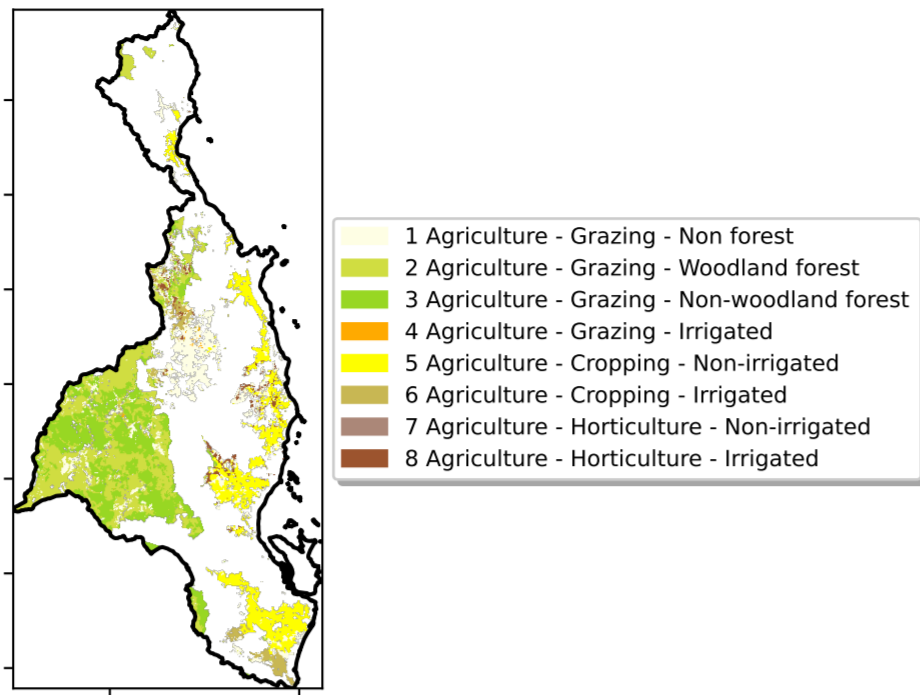 1 Agriculture - Grazing - Non forest
2 Agriculture - Grazing - Woodland forest
3 Agriculture - Grazing - Non-woodland forest
4 Agriculture - Grazing - Irrigated
5 Agriculture - Cropping - Non-irrigated
6 Agriculture - Cropping - Irrigated
7 Agriculture - Horticulture - Non-irrigated
8 Agriculture - Horticulture - Irrigated